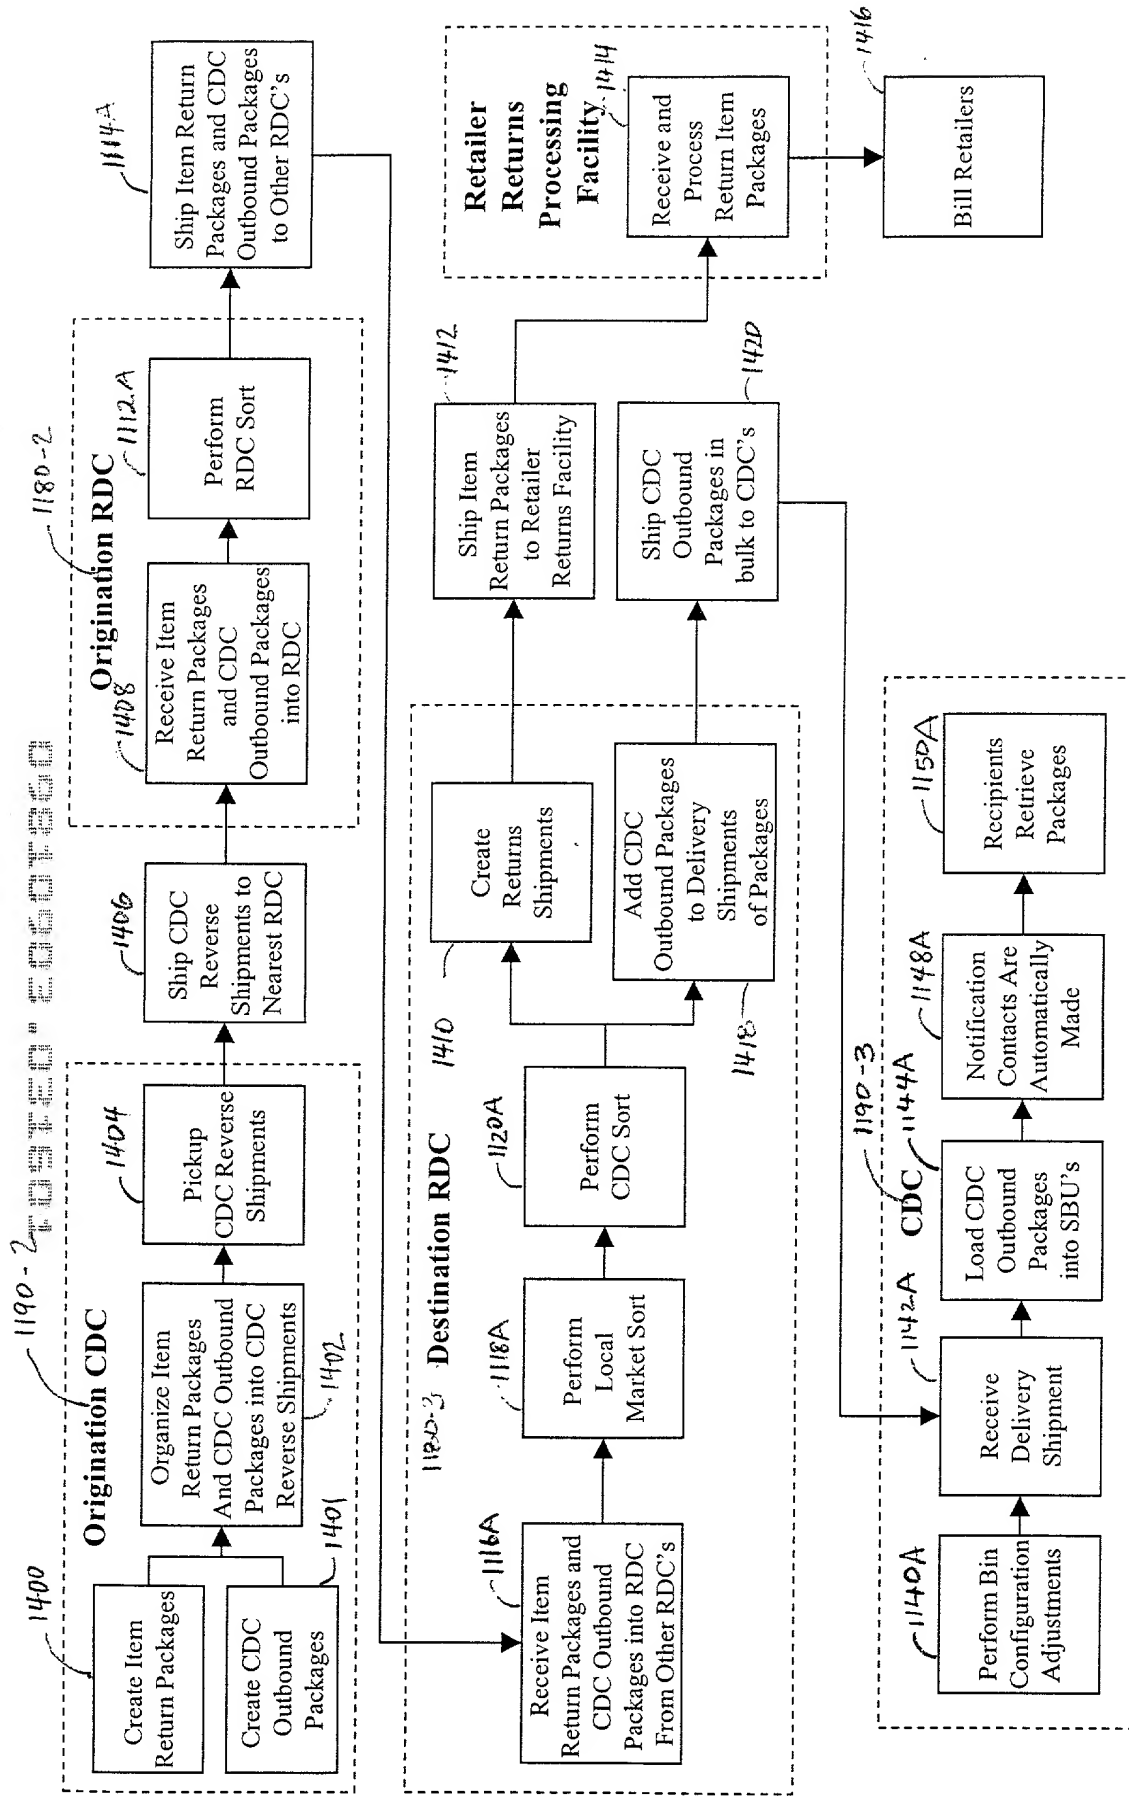 1190-2
Origination CDC
1400
Create Item
Return Packages
Create CDC
Outbound
Packages
1401
Organize Item
Return Packages
And CDC Outbound
Packages into CDC
Reverse Shipments
1402
1404
Pickup
CDC Reverse
Shipments
1406
Ship CDC
Reverse
Shipments to
Nearest RDC
1180-2
Origination RDC
1408
Receive Item
Return Packages
and CDC
Outbound Packages
into RDC
1112A
Perform
RDC Sort
1114A
Ship Item Return
Packages and CDC
Outbound Packages
to Other RDC's
1180-3
Destination RDC
1116A
Receive Item
Return Packages and
CDC Outbound
Packages into RDC
From Other RDC's
1118A
Perform
Local
Market Sort
1120A
Perform
CDC Sort
1410
Create
Returns
Shipments
1418
Add CDC
Outbound Packages
to Delivery
Shipments
of Packages
1412
Ship Item
Return Packages
to Retailer
Returns Facility
1420
Ship CDC
Outbound
Packages in
bulk to CDC's
Retailer
Returns
Processing
Facility
1414
Receive and
Process
Return Item
Packages
1416
Bill Retailers
1190-3
CDC
1140A
Perform Bin
Configuration
Adjustments
1142A
Receive
Delivery
Shipment
1144A
Load CDC
Outbound
Packages
into SBU's
1148A
Notification
Contacts Are
Automatically
Made
1150A
Recipients
Retrieve
Packages